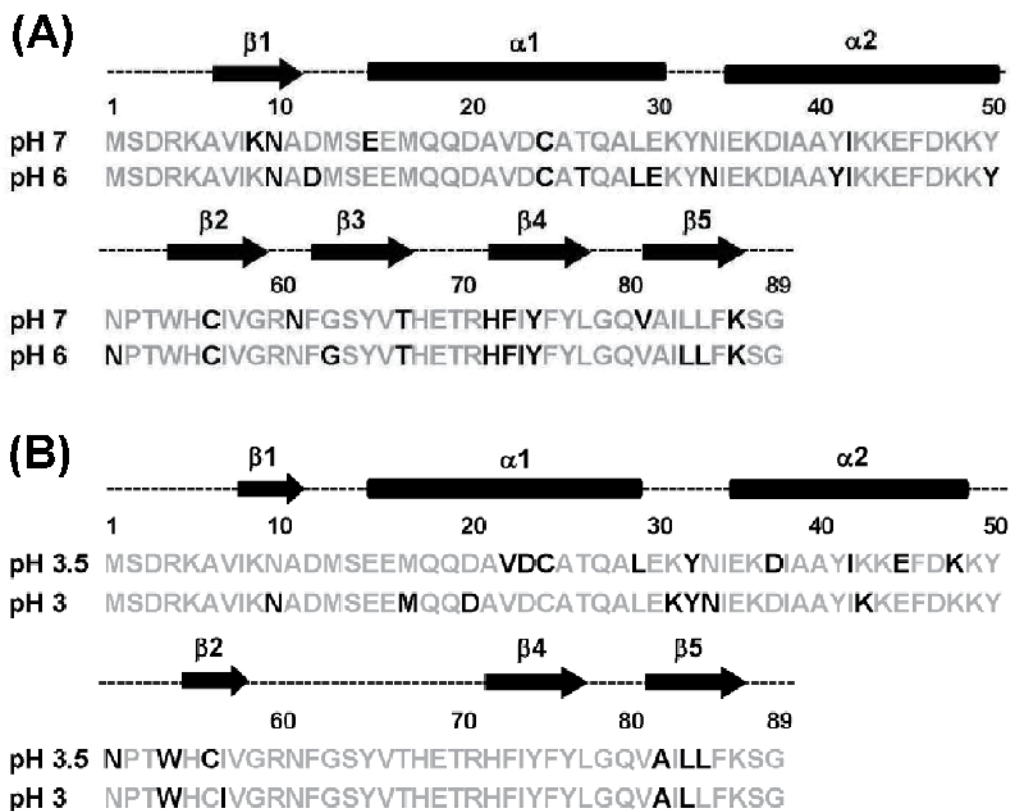 (A)
β1 α1 α2
1 10 20 30 40 50
pH 7 MSDRKAVIKNADMSEEMQQDAVDCATQALEKYNIEKDIAAYIKKEFDKKY
pH 6 MSDRKAVIKNADMSEEMQQDAVDCATQALEKYNIEKDIAAYIKKEFDKKY
β2 β3 β4 β5
60 70 80 89
pH 7 NPTWHCIVGRNFGSYVTHETRHFIYFYLGQVAILLFKSG
pH 6 NPTWHCIVGRNFGSYVTHETRHFIYFYLGQVAILLFKSG
(B)
β1 α1 α2
1 10 20 30 40 50
pH 3.5 MSDRKAVIKNADMSEEMQQDAVDCATQALEKYNIEKDIAAYIKKEFDKKY
pH 3 MSDRKAVIKNADMSEEMQQDAVDCATQALEKYNIEKDIAAYIKKEFDKKY
β2 β4 β5
60 70 80 89
pH 3.5 NPTWHCIVGRNFGSYVTHETRHFIYFYLGQVAILLFKSG
pH 3 NPTWHCIVGRNFGSYVTHETRHFIYFYLGQVAILLFKSG